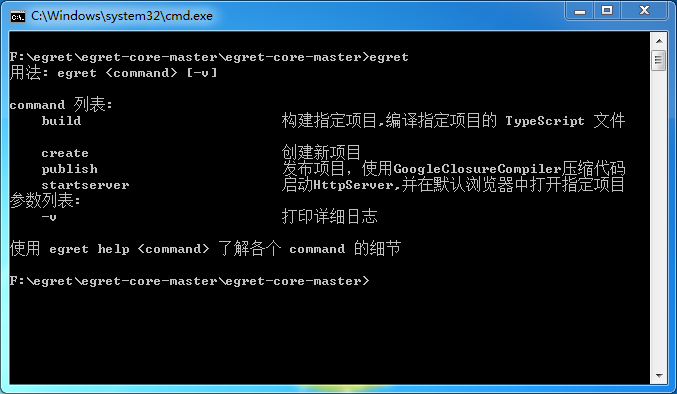 C:\Windows\system32\cmd.exe
F:\egret\egret-core-master\egret-core-master>egret
用法: egret <command> [-v]
command 列表:
build 构建指定项目,编译指定项目的 TypeScript 文件
create 创建新项目
publish 发布项目，使用GoogleClosureCompiler压缩代码
startserver 启动HttpServer,并在默认浏览器中打开指定项目
参数列表:
-v 打印详细日志
使用 egret help <command> 了解各个 command 的细节
F:\egret\egret-core-master\egret-core-master>